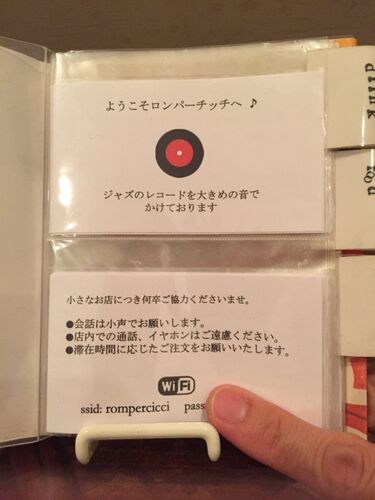 ようこそロンパーチッチへ ♪
ジャズのレコードを大きめの音で
かけております
小さなお店につき何卒ご協力くださいませ。
●会話は小声でお願いします。
●店内での通話、イヤホンはご遠慮ください。
●滞在時間に応じたご注文をお願いいたします。
WiFi
ssid: rompercicci pass
drink
food